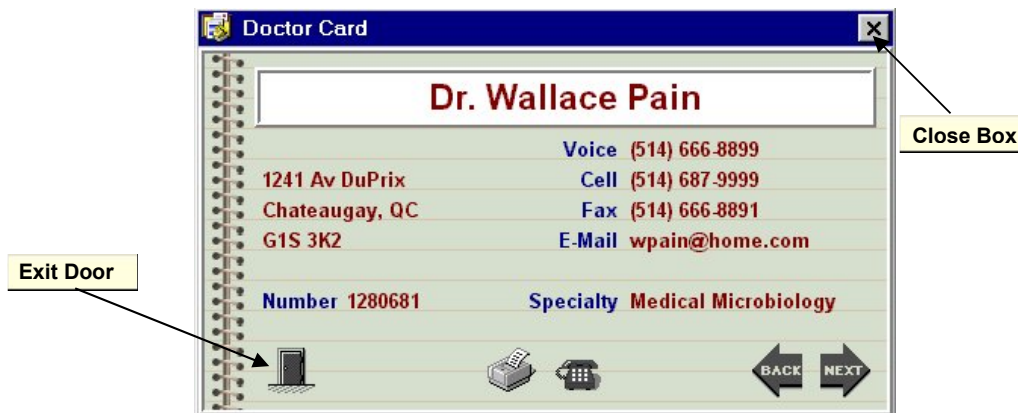 Doctor Card
Dr. Wallace Pain
Close Box
Voice (514) 666-8899
1241 Av DuPrix Cell (514) 687-9999
Chateaugay, QC Fax (514) 666-8891
G1S 3K2 E-Mail wpain@home.com
Exit Door
Number 1280681 Specialty Medical Microbiology
BACK NEXT